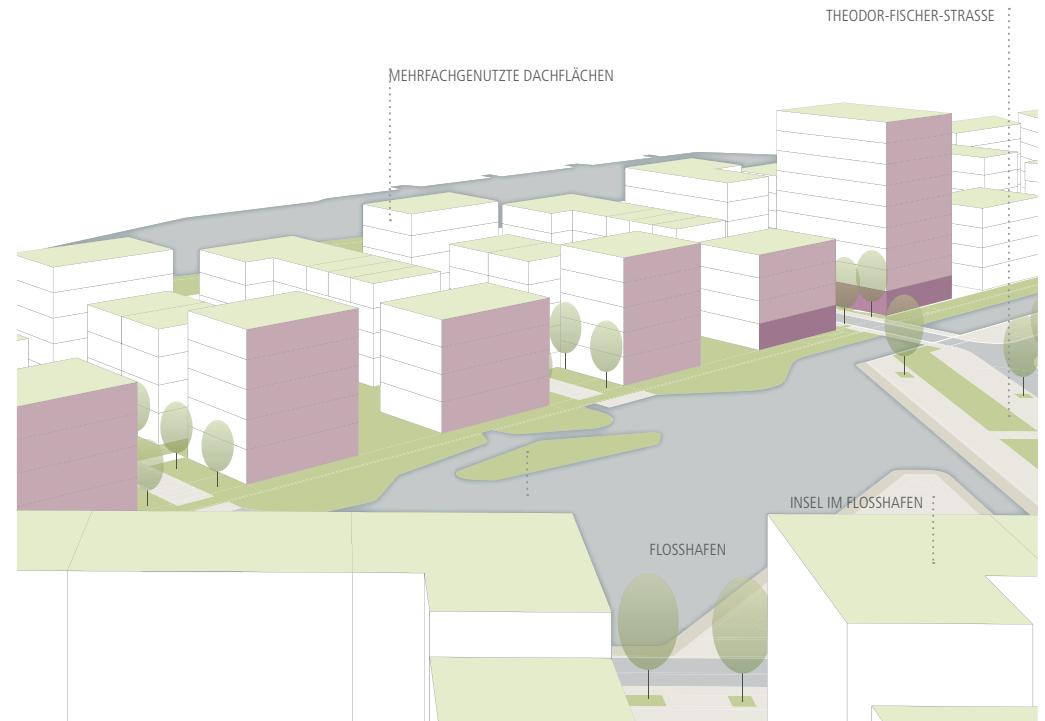 THEODOR-FISCHER-STRASSE
MEHRFACHGENUTZTE DACHFLÄCHEN
INSEL IM FLOSSHAFEN
FLOSSHAFEN